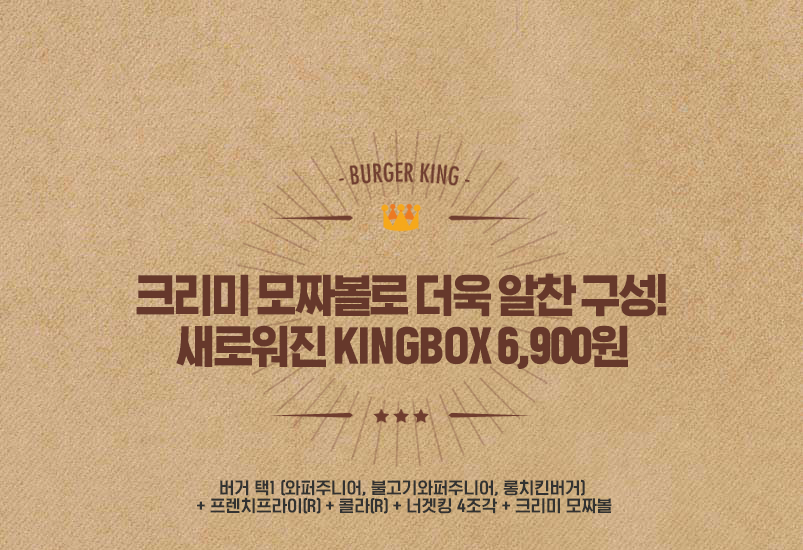 - BURGER KING -
크리미 모짜볼로 더욱 알찬 구성!
새로워진 KINGBOX 6,900원
버거 택1 (와퍼주니어, 불고기와퍼주니어, 롱치킨버거)
+ 프렌치프라이(R) + 콜라(R) + 너겟킹 4조각 + 크리미 모짜볼